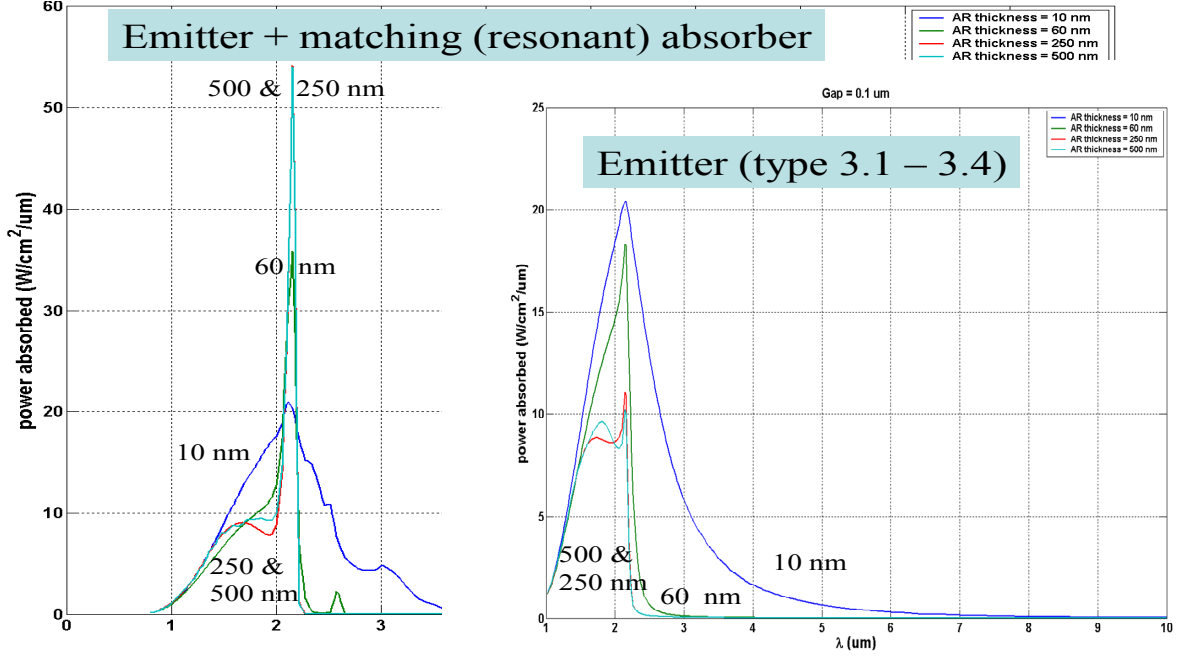 Emitter + matching (resonant) absorber
AR thickness = 10 nm
AR thickness = 60 nm
AR thickness = 250 nm
AR thickness = 500 nm
60
50
40
30
20
10
0
power absorbed (W/cm²/um)
500 & 250 nm
60 nm
10 nm
250 &
500 nm
0
1
2
3
Gap = 0.1 um
AR thickness = 10 nm
AR thickness = 60 nm
AR thickness = 250 nm
AR thickness = 500 nm
Emitter (type 3.1 – 3.4)
25
20
15
10
5
0
power absorbed (W/cm²/um)
500 &
250 nm
60 nm
10 nm
1
2
3
4
5
6
7
8
9
10
λ (um)